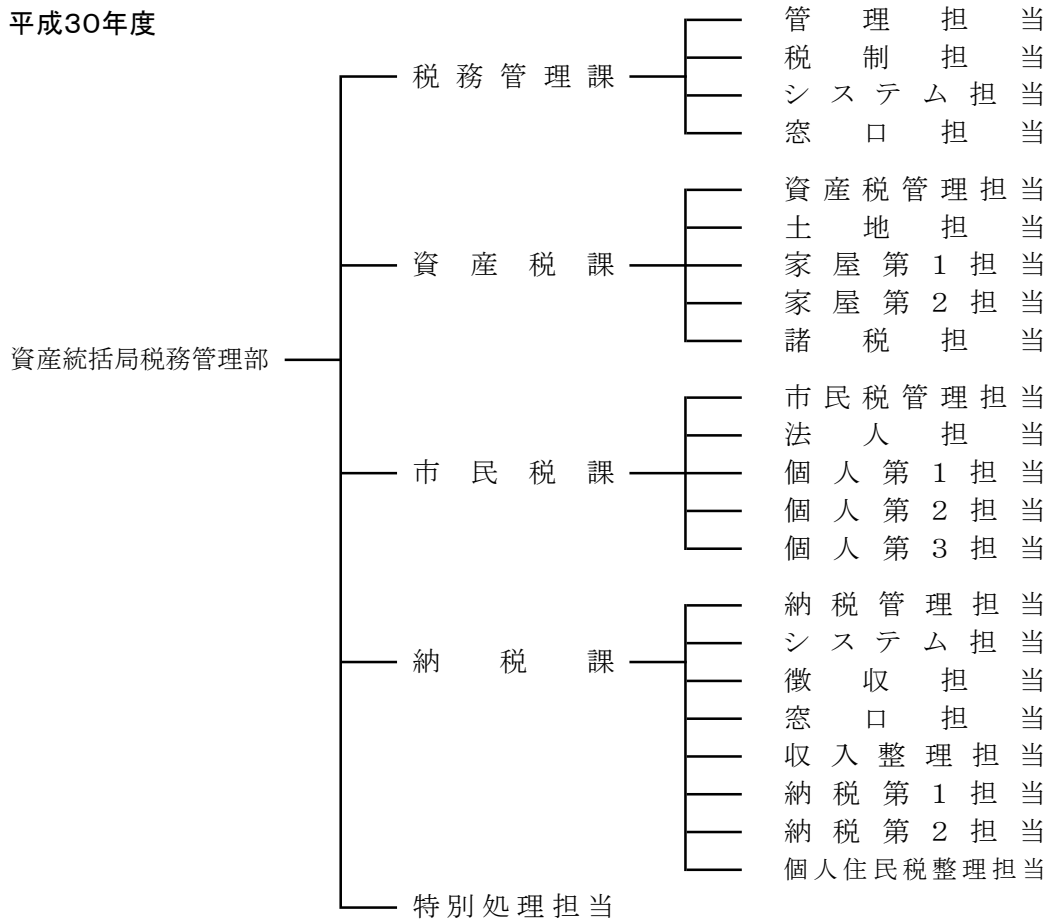 平成30年度
資産統括局税務管理部
税務管理課
管理担当
税制担当
システム担当
窓口担当
資産税課
資産税管理担当
土地担当
家屋第1担当
家屋第2担当
諸税担当
市民税課
市民税管理担当
法人担当
個人第1担当
個人第2担当
個人第3担当
納税課
納税管理担当
システム担当
徴収担当
窓口担当
収入整理担当
納税第1担当
納税第2担当
個人住民税整理担当
特別処理担当